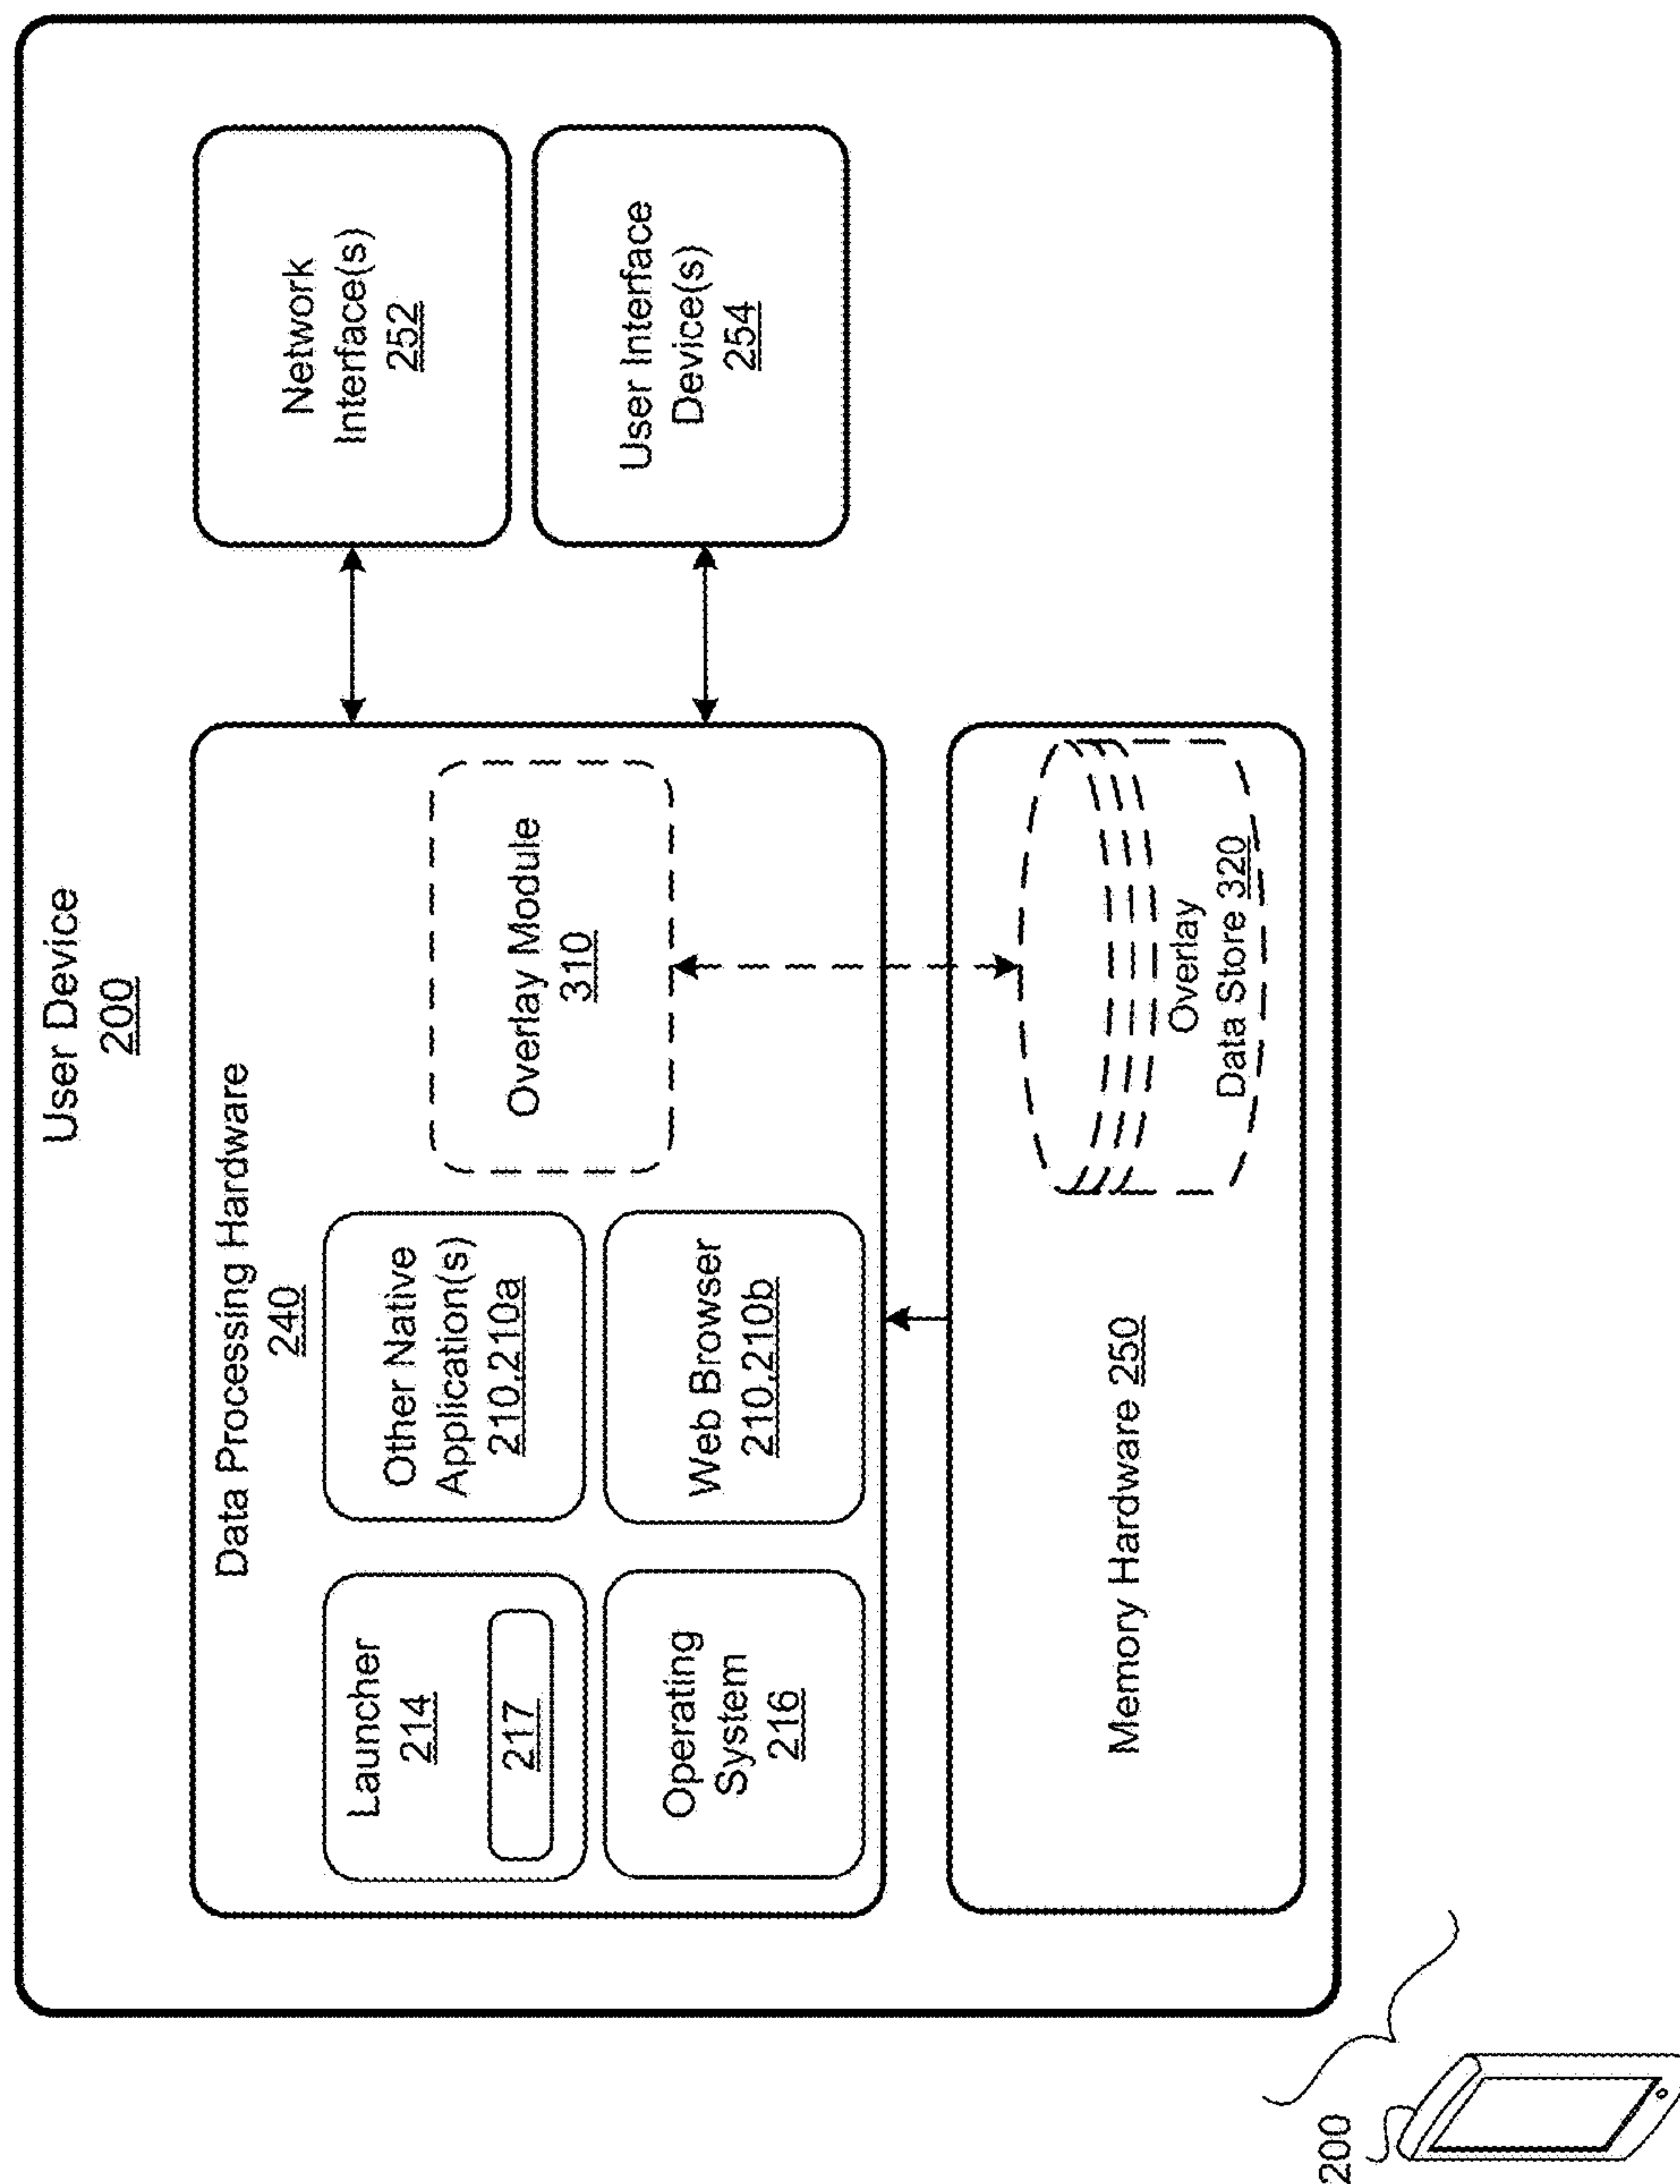 User Device
200
Data Processing Hardware
240
Launcher
214
217
Other Native
Application(s)
210,210a
Operating
System
216
Web Browser
210,210b
Overlay Module
310
Network
Interface(s)
252
User Interface
Device(s)
254
Memory Hardware 250
Overlay
Data Store 320
200